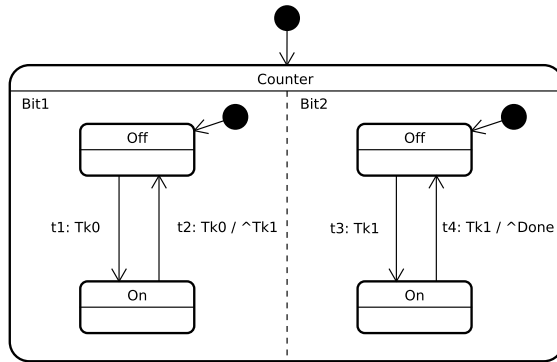 Counter
Bit1
Bit2
Off
Off
t1: Tk0
t2: Tk0 / ^Tk1
t3: Tk1
t4: Tk1 / ^Done
On
On